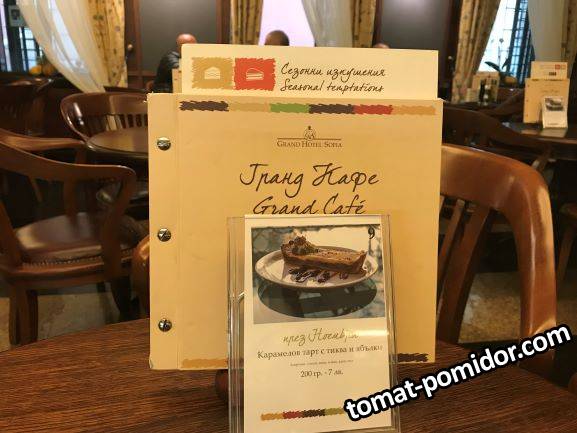 Сезонни изкушения
Seasonal temptations
GRAND HOTEL SOFIA
Гранд Кафе
Grand Café
9
през Ноември
Карамелов тарт с тиква и ябълки
200 гр. - 7 лв.
tomat-pomidor.com